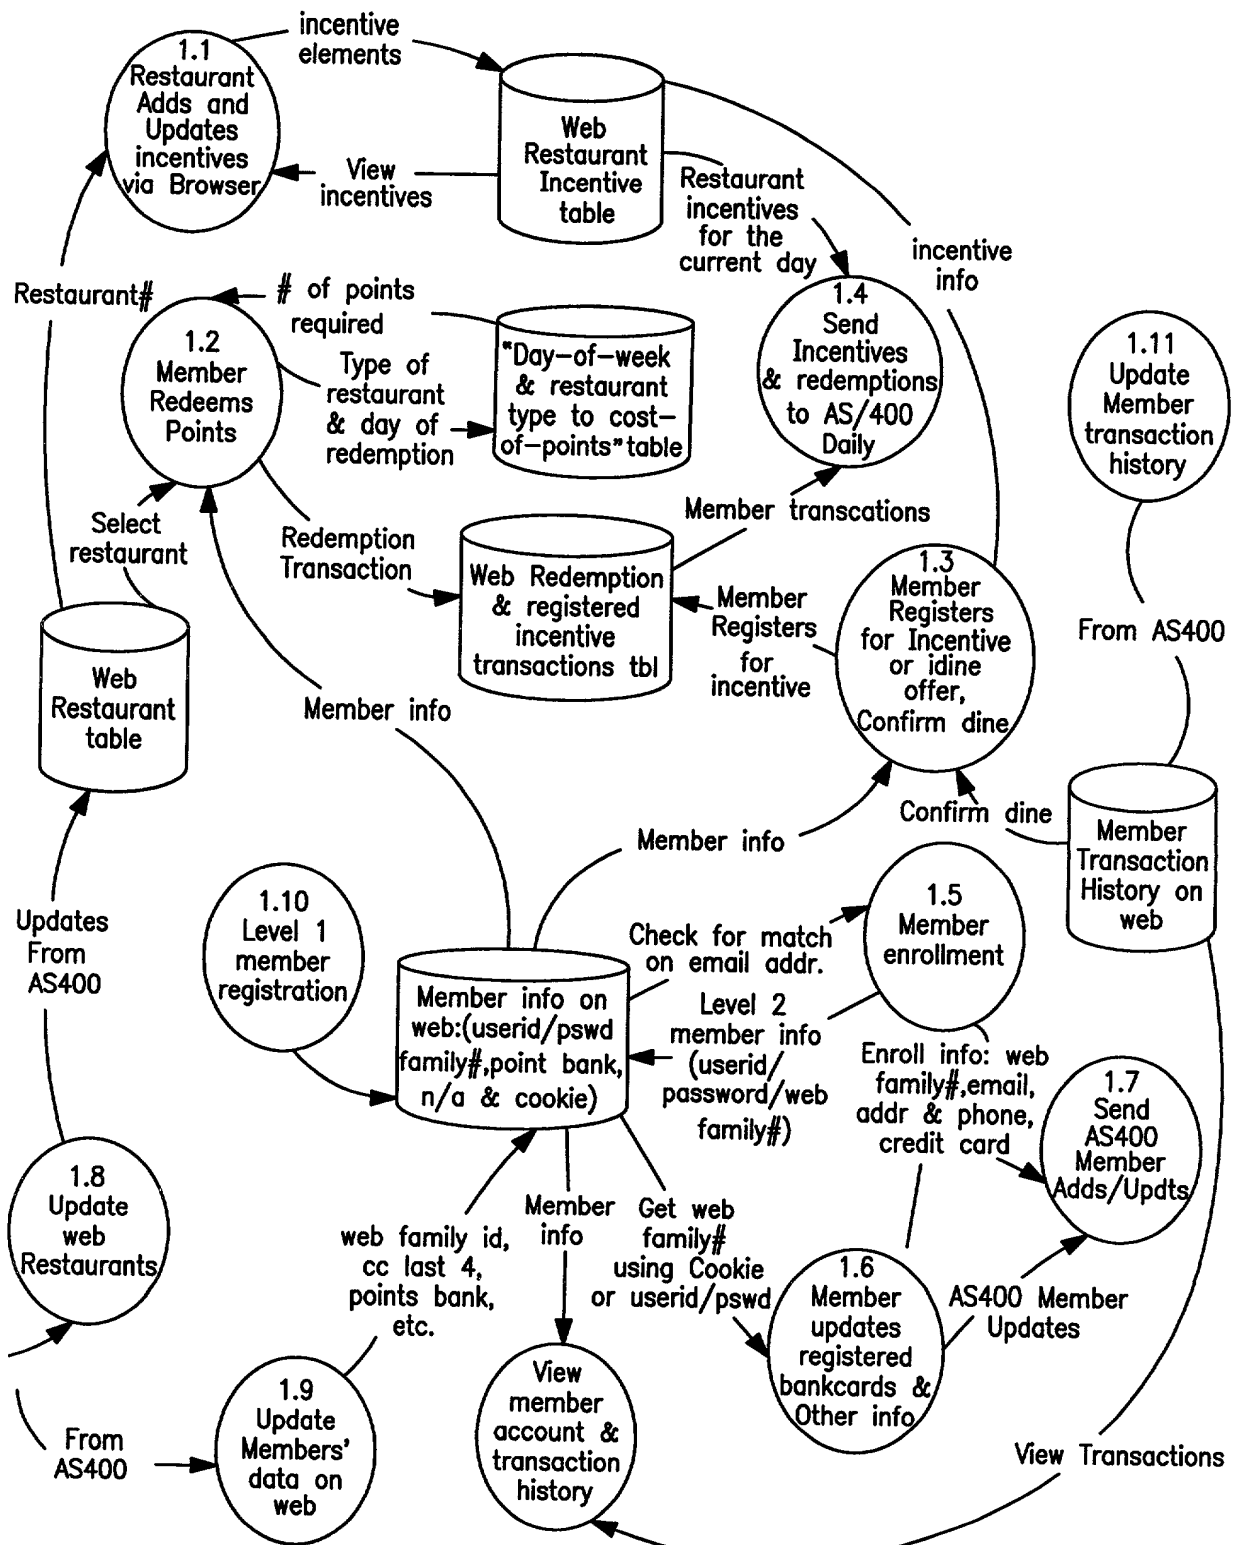 incentive
elements
1.1
Restaurant
Adds and
Updates
incentives
via Browser
View
incentives
Web
Restaurant
Incentive
table
Restaurant
incentives
for the
current day
incentive
info
Restaurant#
# of points
required
1.2
Member
Redeems
Points
Type of
restaurant
& day of
redemption
"Day-of-week
& restaurant
type to cost-
of-points" table
1.4
Send
Incentives
& redemptions
to AS/400
Daily
1.11
Update
Member
transaction
history
Select
restaurant
Redemption
Transaction
Member transcations
Web Redemption
& registered
incentive
transactions tbl
Member
Registers
for
incentive
1.3
Member
Registers
for Incentive
or idine
offer,
Confirm dine
From AS400
Web
Restaurant
table
Member info
Member info
Confirm dine
Member
Transaction
History on
web
Updates
From
AS400
1.10
Level 1
member
registration
Member info on
web:(userid/pswd
family#,point bank,
n/a & cookie)
Check for match
on email addr.
1.5
Member
enrollment
Level 2
member info
(userid/
password/web
family#)
Enroll info: web
family#,email,
addr & phone,
credit card
1.7
Send
AS400
Member
Adds/Updts
1.8
Update
web
Restaurants
web family id,
cc last 4,
points bank,
etc.
Member
info
Get web
family#
using Cookie
or userid/pswd
1.6
Member
updates
registered
bankcards &
Other info
AS400 Member
Updates
From
AS400
1.9
Update
Members'
data on
web
View
member
account &
transaction
history
View Transactions